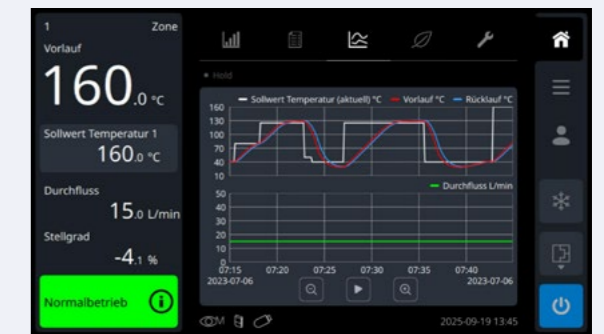 1 Zone
Vorlauf
160.0 °C
Sollwert Temperatur 1
160.0 °C
Durchfluss
15.0 L/min
Stellgrad
-4.1 %
Normalbetrieb
Hold
Sollwert Temperatur (aktuell) °C Vorlauf °C Rücklauf °C
160
130
100
70
40
10
Durchfluss L/min
50
40
30
20
10
0
07:15 07:20 07:25 07:30 07:35 07:40
2023-07-06 2023-07-06
M
2025-09-19 13:45